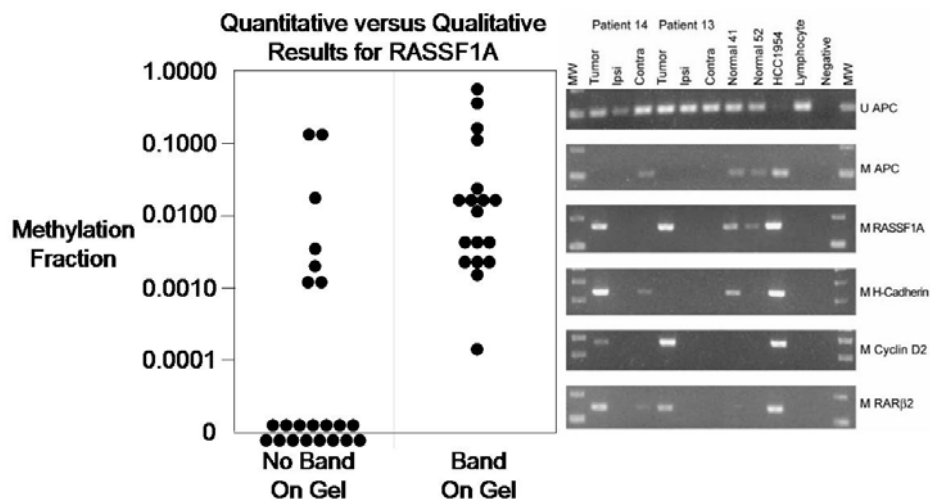 Quantitative versus Qualitative
Results for RASSF1A
1.0000
0.1000
0.0100
0.0010
0.0001
0
Methylation
Fraction
No Band
On Gel
Band
On Gel
Patient 14 Patient 13
MW
Tumor
Ipsi
Contra
Tumor
Ipsi
Contra
Normal 41
Normal 52
HCC1954
Lymphocyte
Negative
MW
U APC
M APC
M RASSF1A
M H-Cadherin
M Cyclin D2
M RARβ2